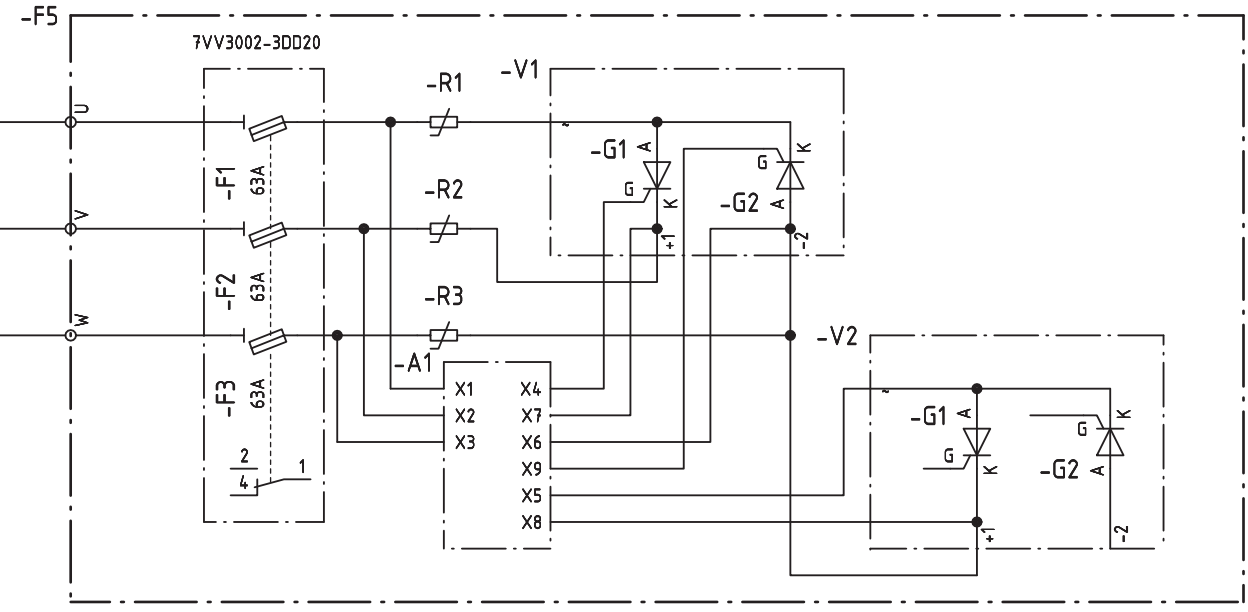 -F5
7VV3002-3DD20
U
-F1
63A
V
-F2
63A
W
-F3
63A
2
4
1
-R1
-R2
-R3
-A1
X1
X2
X3
X4
X7
X6
X9
X5
X8
-V1
~
-G1
A
G
K
+1
G
K
-G2
A
-2
-V2
~
-G1
A
G
K
+1
G
K
-G2
A
-2